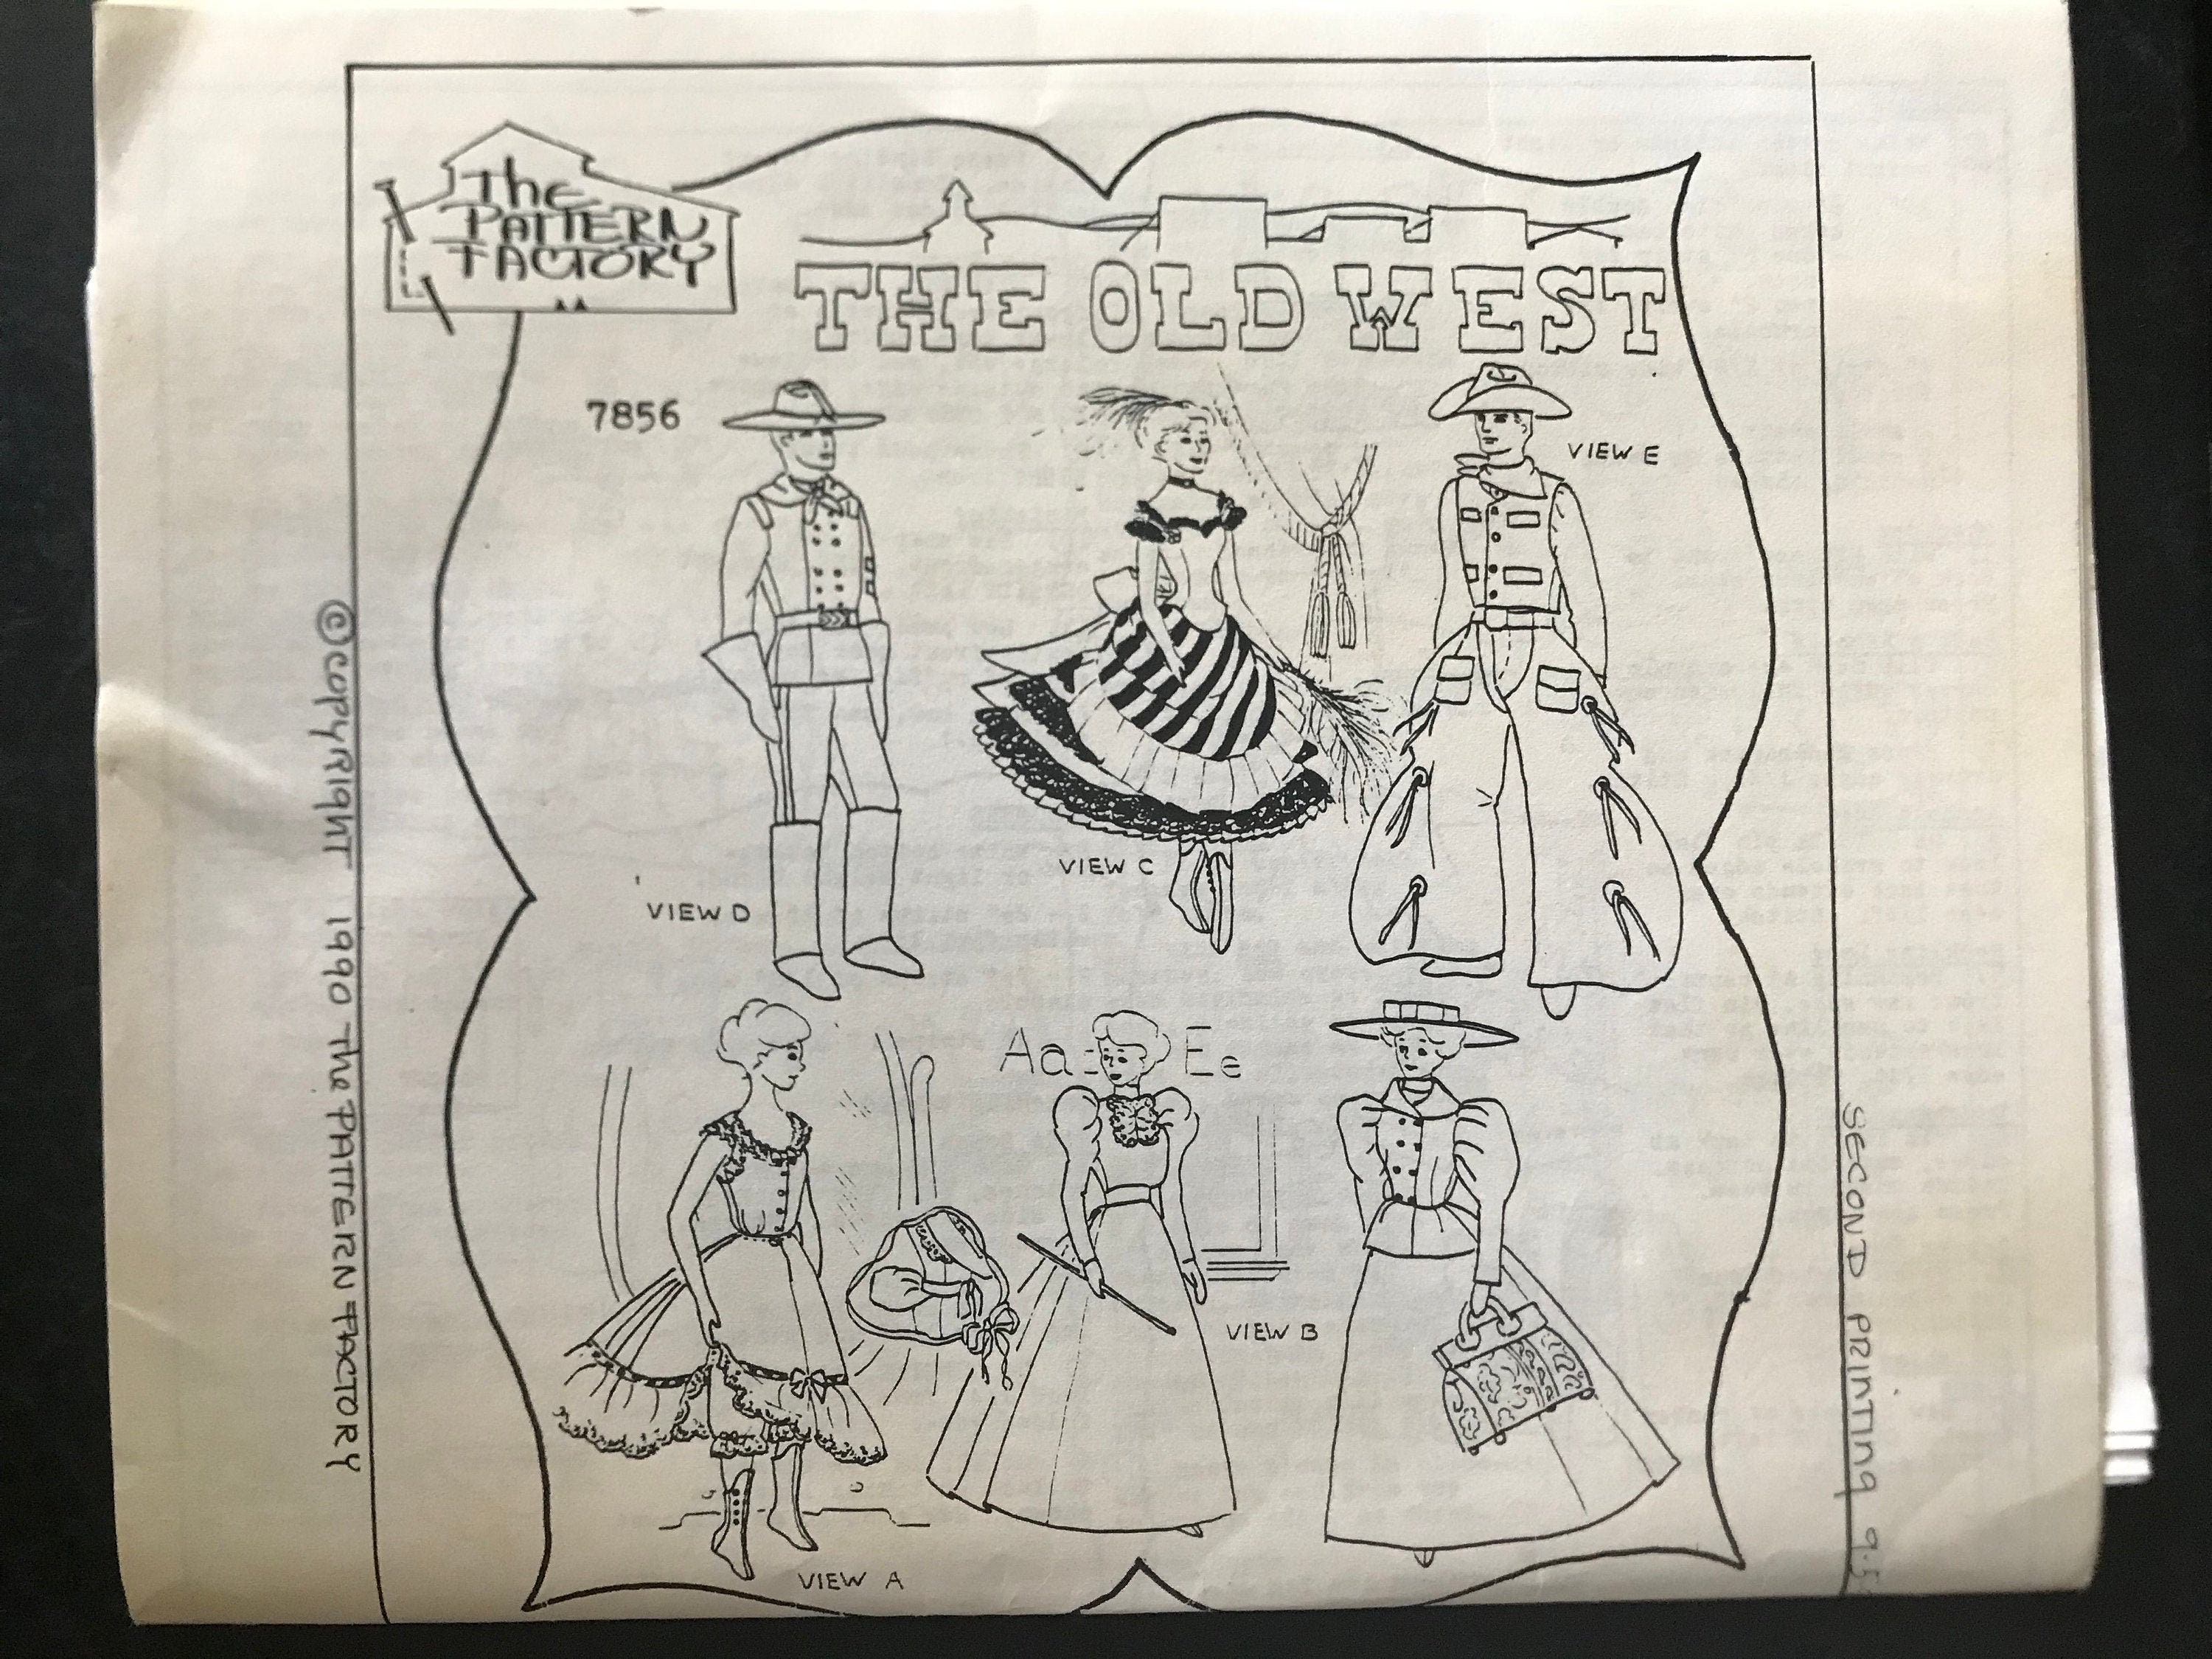 The
PATTERN
FACTORY
THE OLD WEST
7856
VIEW E
VIEW C
VIEW D
Aa
Ee
VIEW B
VIEW A
©COPYRIGHT 1990 The PATTERN FACTORY
SECOND PRINTING